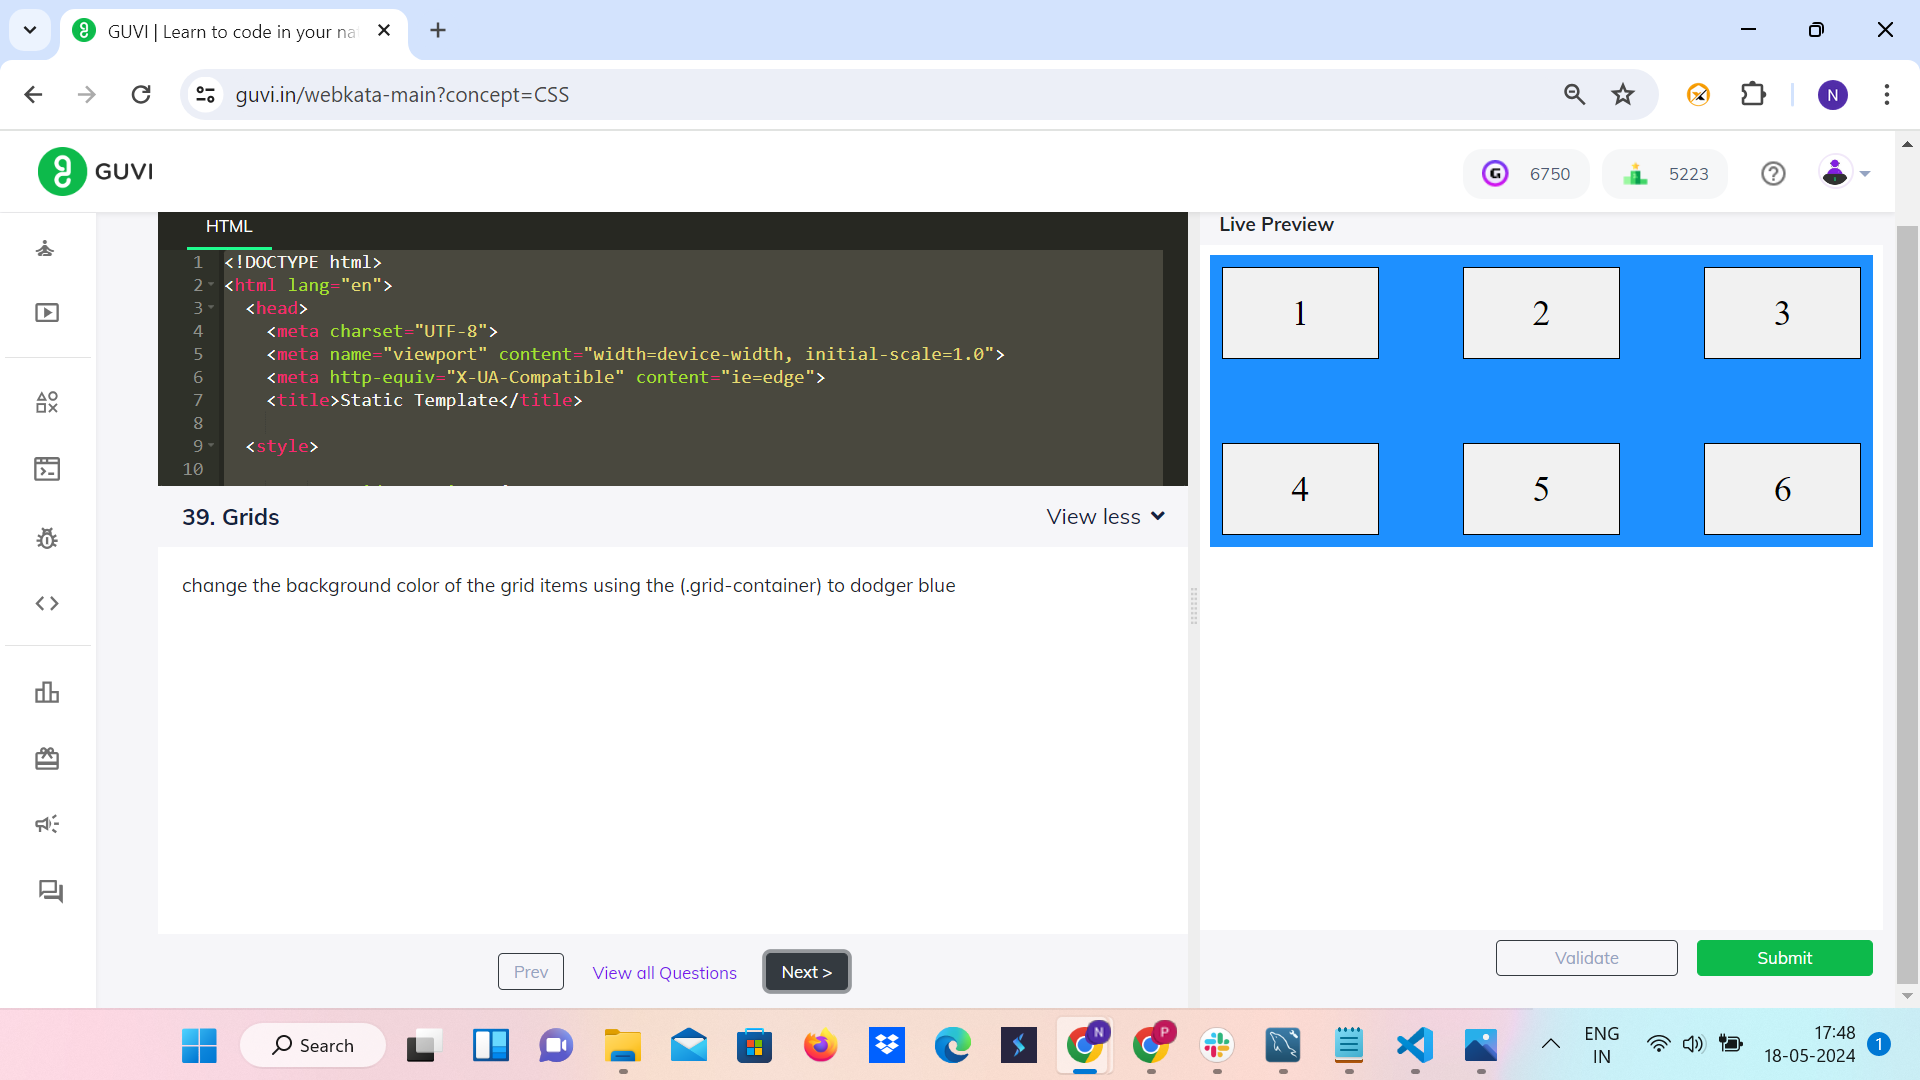 GUVI | Learn to code in your na
guvi.in/webkata-main?concept=CSS
N
GUVI
G
6750
5223
HTML
1 <!DOCTYPE html>
2 <html lang="en">
3 <head>
4 <meta charset="UTF-8">
5 <meta name="viewport" content="width=device-width, initial-scale=1.0">
6 <meta http-equiv="X-UA-Compatible" content="ie=edge">
7 <title>Static Template</title>
8
9 <style>
10
39. Grids
View less
change the background color of the grid items using the (.grid-container) to dodger blue
Prev
View all Questions
Next >
Live Preview
1 2 3
4 5 6
Validate
Submit
Search
N
P
ENG
IN
17:48
18-05-2024
1